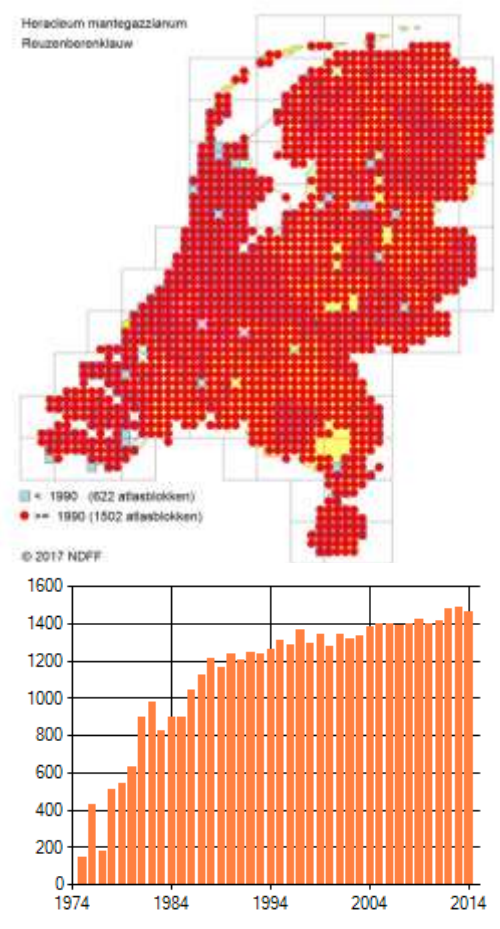 Heracleum mantegazzianum
Reuzenberenklauw
< 1990 (622 atlasblokken)
>= 1990 (1502 atlasblokken)
© 2017 NDFF
1600
1400
1200
1000
800
600
400
200
0
1974 1984 1994 2004 2014